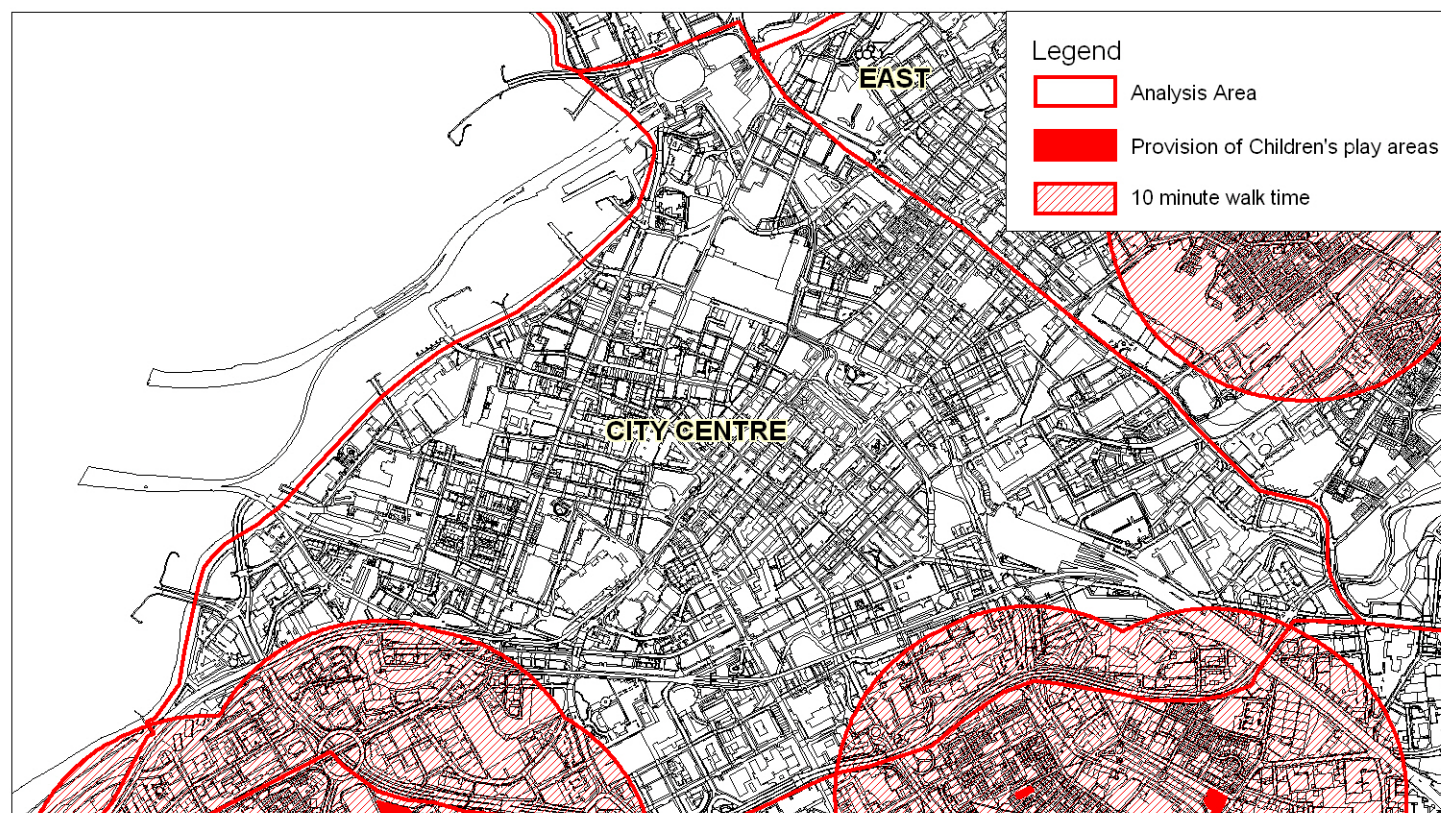 EAST
Legend
Analysis Area
Provision of Children's play areas
10 minute walk time
CITY CENTRE